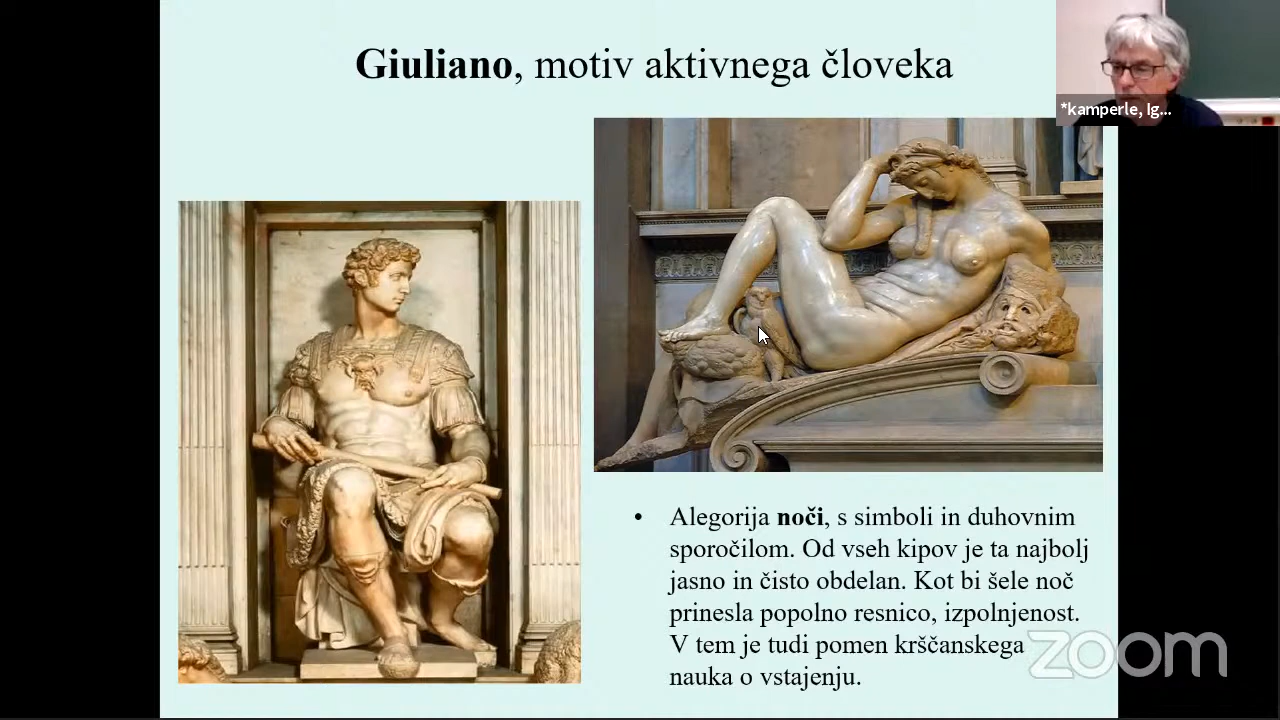 Giuliano, motiv aktivnega človeka
*kamperle, Ig...
• Alegorija noči, s simboli in duhovnim
sporočilom. Od vseh kipov je ta najbolj
jasno in čisto obdelan. Kot bi šele noč
prinesla popolno resnico, izpolnjenost.
V tem je tudi pomen krščanskega
nauka o vstajenju.
zoom